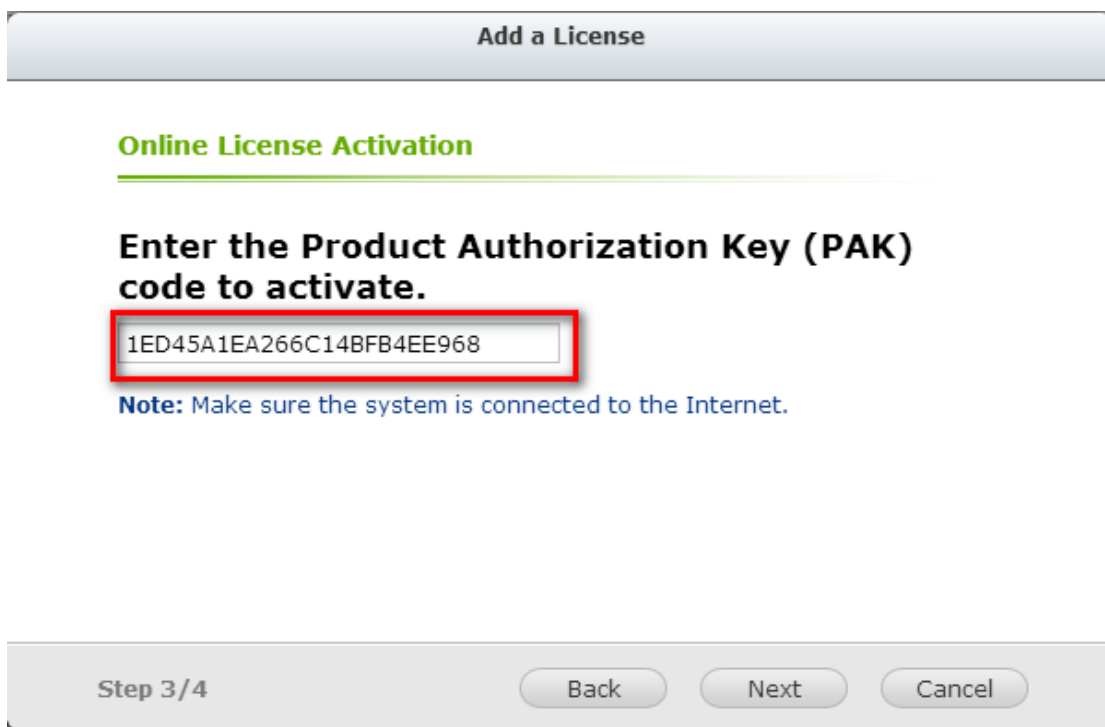 Add a License
Online License Activation
Enter the Product Authorization Key (PAK)
code to activate.
1ED45A1EA266C14BFB4EE968
Note: Make sure the system is connected to the Internet.
Step 3/4
Back
Next
Cancel